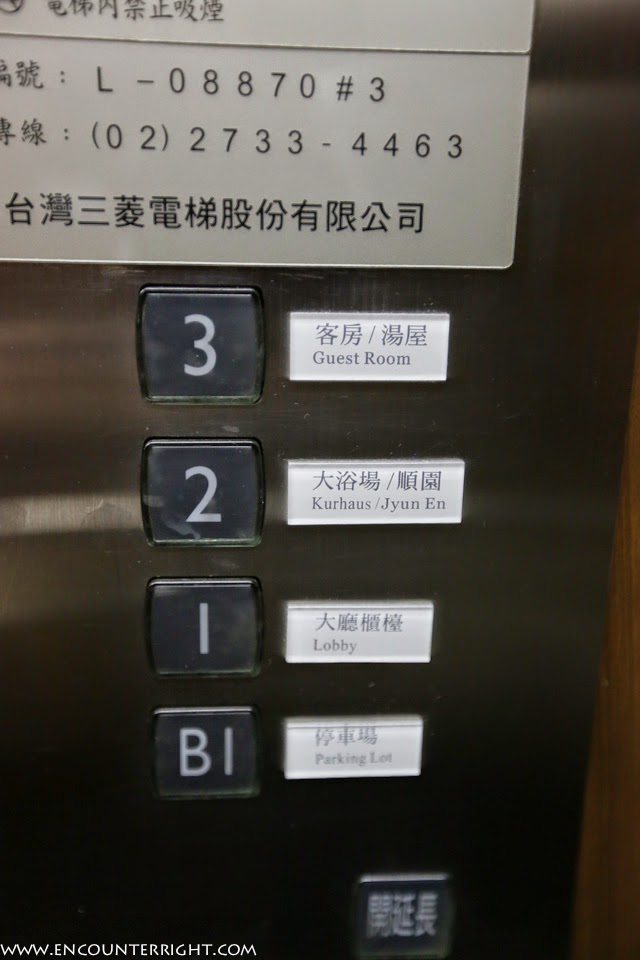 電梯內禁止吸煙
編號：L-08870#3
專線：(02)2733-4463
台灣三菱電梯股份有限公司
3
客房/湯屋
Guest Room
2
大浴場/順園
Kurhaus/Jyun En
1
大廳櫃檯
Lobby
B1
停車場
Parking Lot
開延長
WWW.ENCOUNTERRIGHT.COM